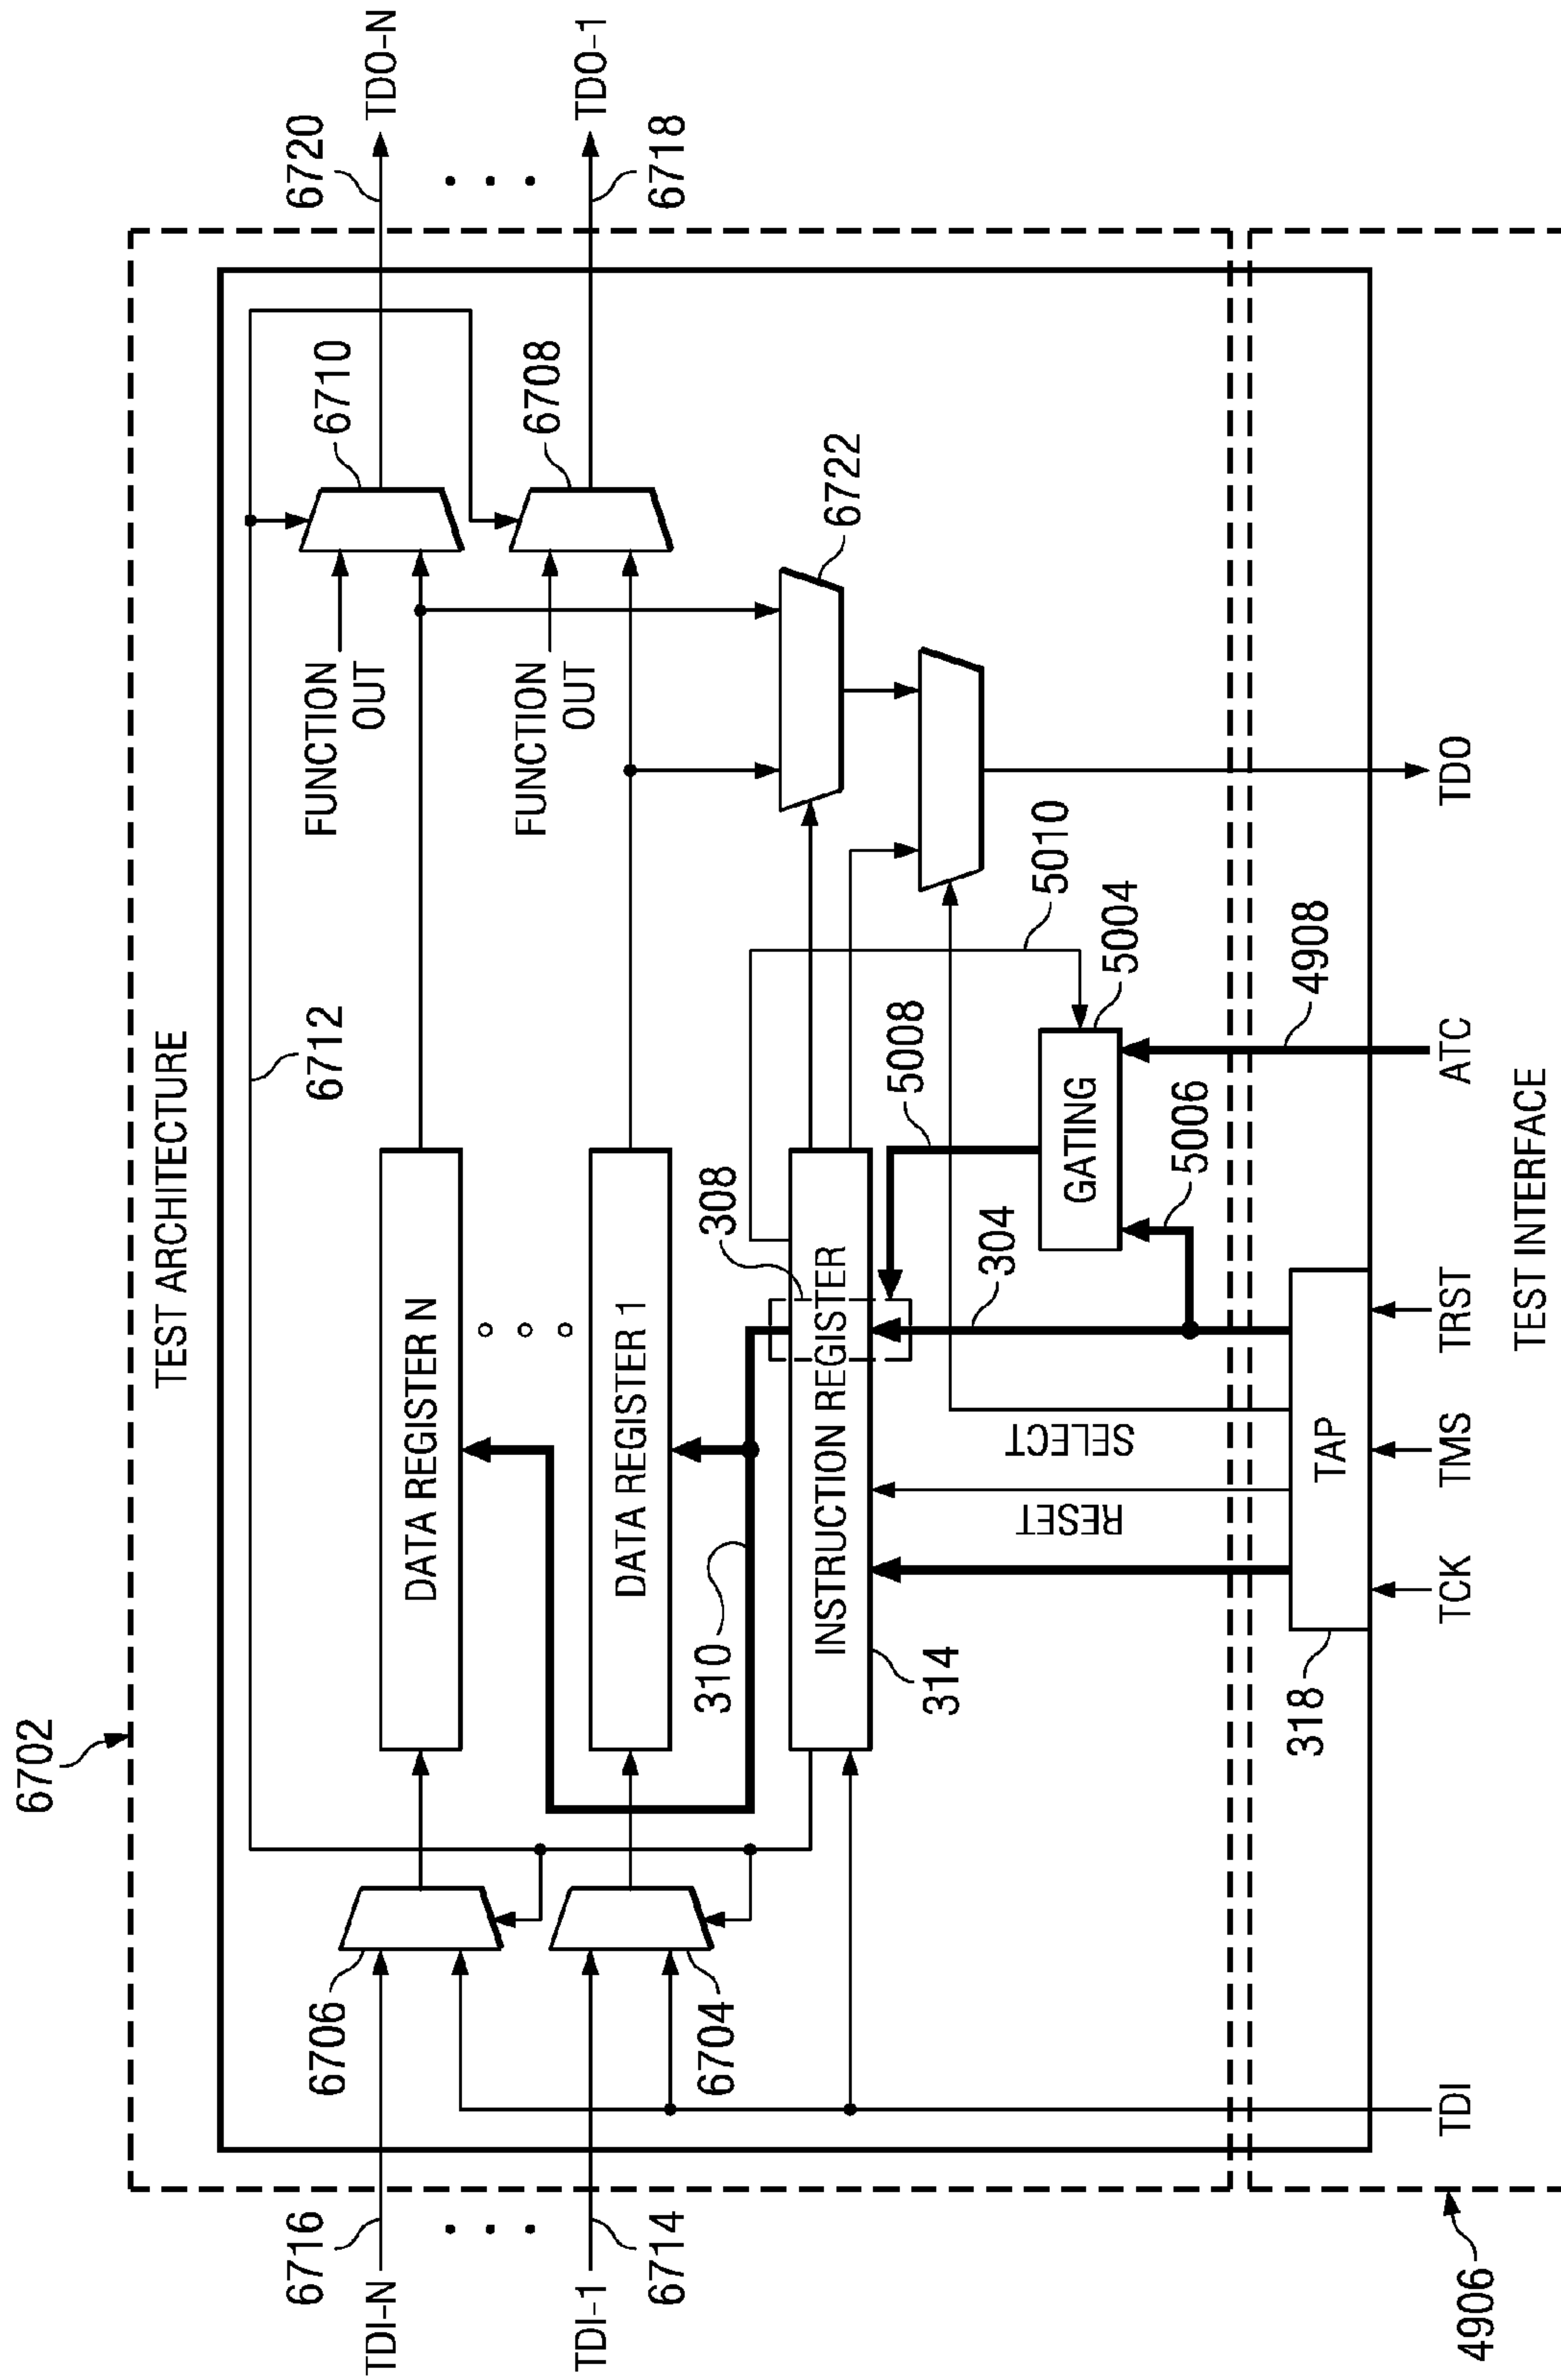 6702
TEST ARCHITECTURE
6712
6716
TDI-N
6706
DATA REGISTER N
FUNCTION
OUT
6710
6720
TDO-N
TDI-1
6714
6704
DATA REGISTER 1
FUNCTION
OUT
6708
6718
TDO-1
310
308
6722
INSTRUCTION REGISTER
314
5008
5010
RESET
SELECT
304
GATING
5004
5006
4908
318
TAP
TDI
TCK
TMS
TRST
ATC
TDO
4906
TEST INTERFACE